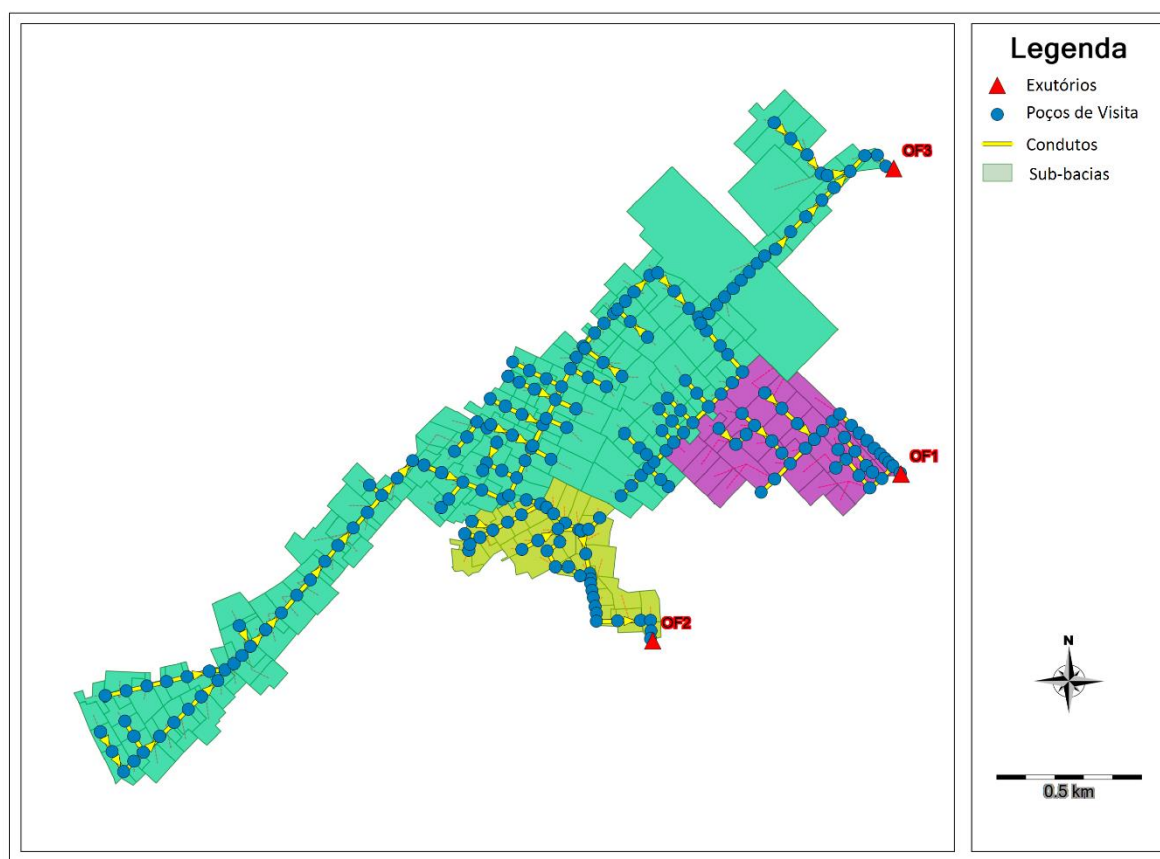 Legenda
Exutórios
Poços de Visita
Condutos
Sub-bacias
OF3
OF1
OF2
N
0.5 km